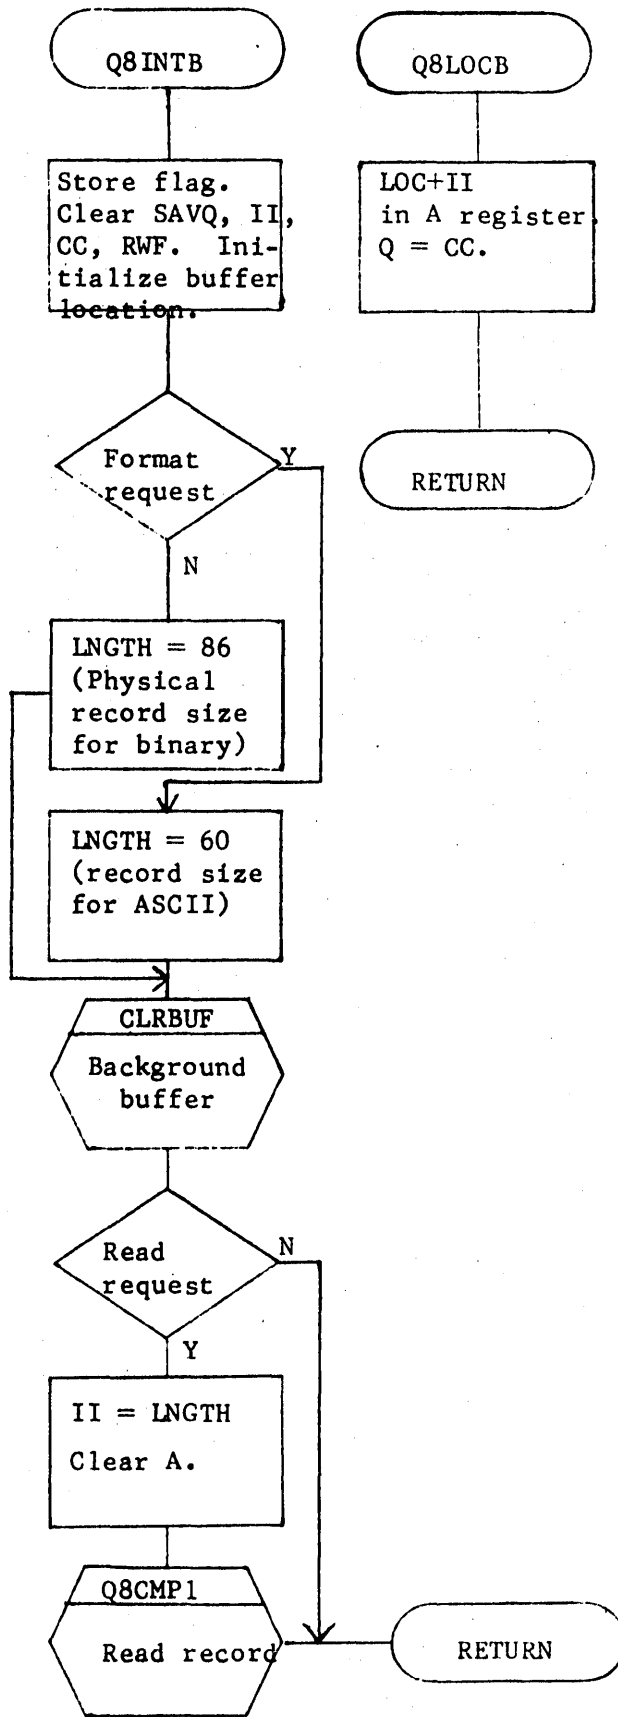 Q8INTB
Store flag.
Clear SAVQ, II,
CC, RWF. Ini-
tialize buffer
location.
Format
request
Y
N
LNGTH = 86
(Physical
record size
for binary)
LNGTH = 60
(record size
for ASCII)
CLRBUF
Background
buffer
Read
request
N
Y
II = LNGTH
Clear A.
Q8CMP1
Read record
RETURN
Q8LOCB
LOC+II
in A register.
Q = CC.
RETURN